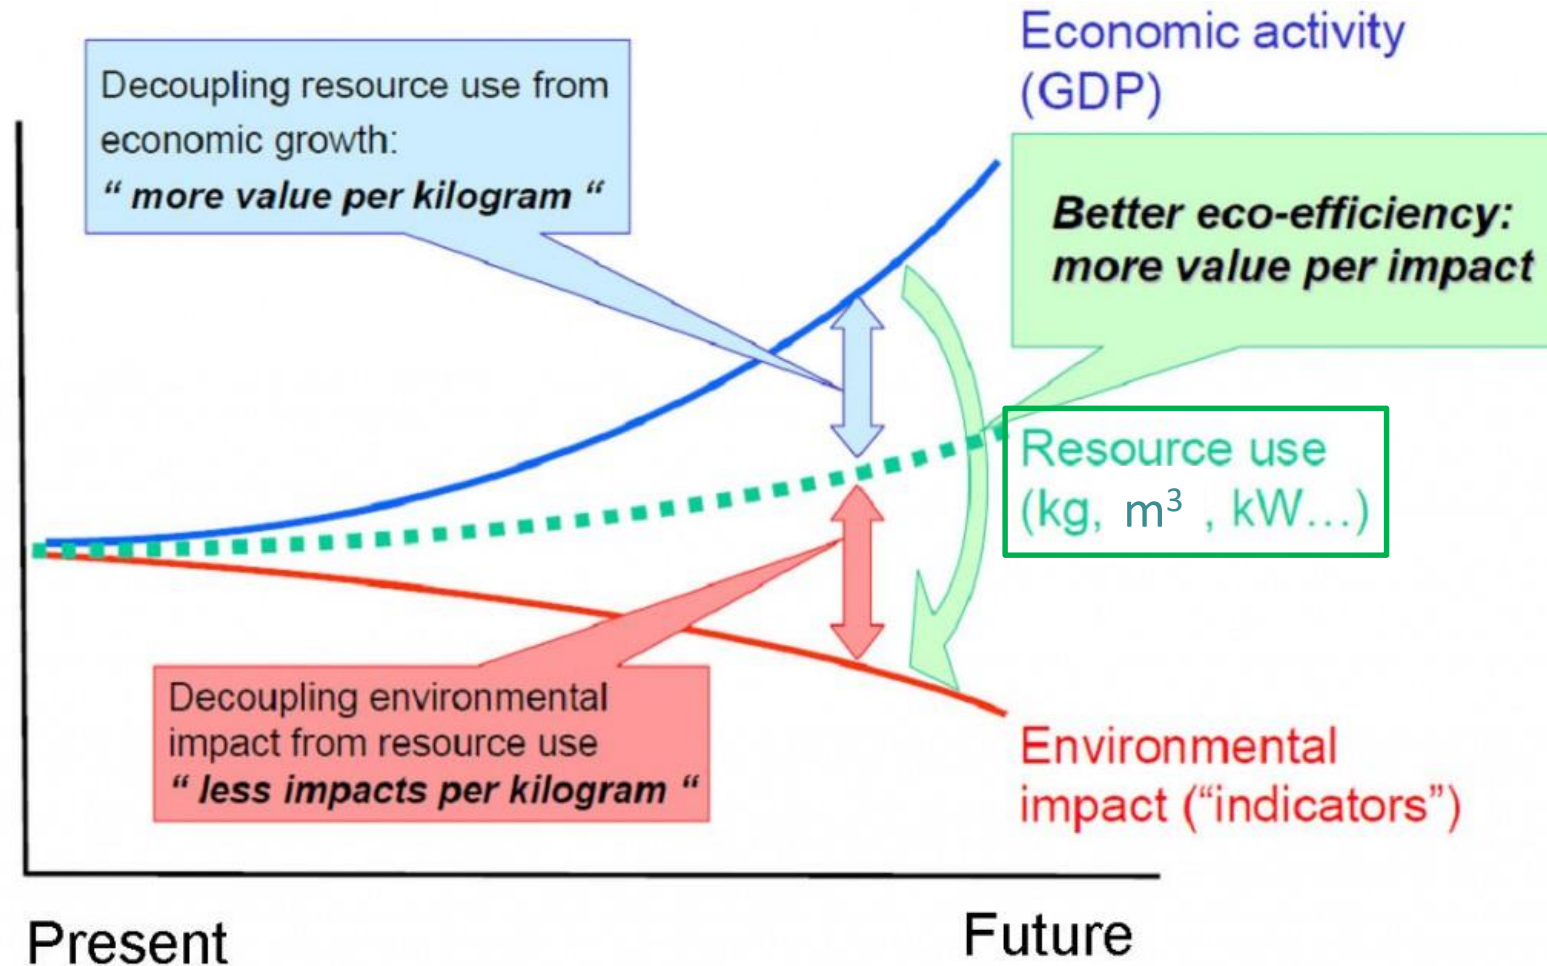 Economic activity
(GDP)
Decoupling resource use from
economic growth:
“ more value per kilogram “
Better eco-efficiency:
more value per impact
Resource use
(kg, m³ , kW...)
Decoupling environmental
impact from resource use
“ less impacts per kilogram “
Environmental
impact (“indicators”)
Present
Future